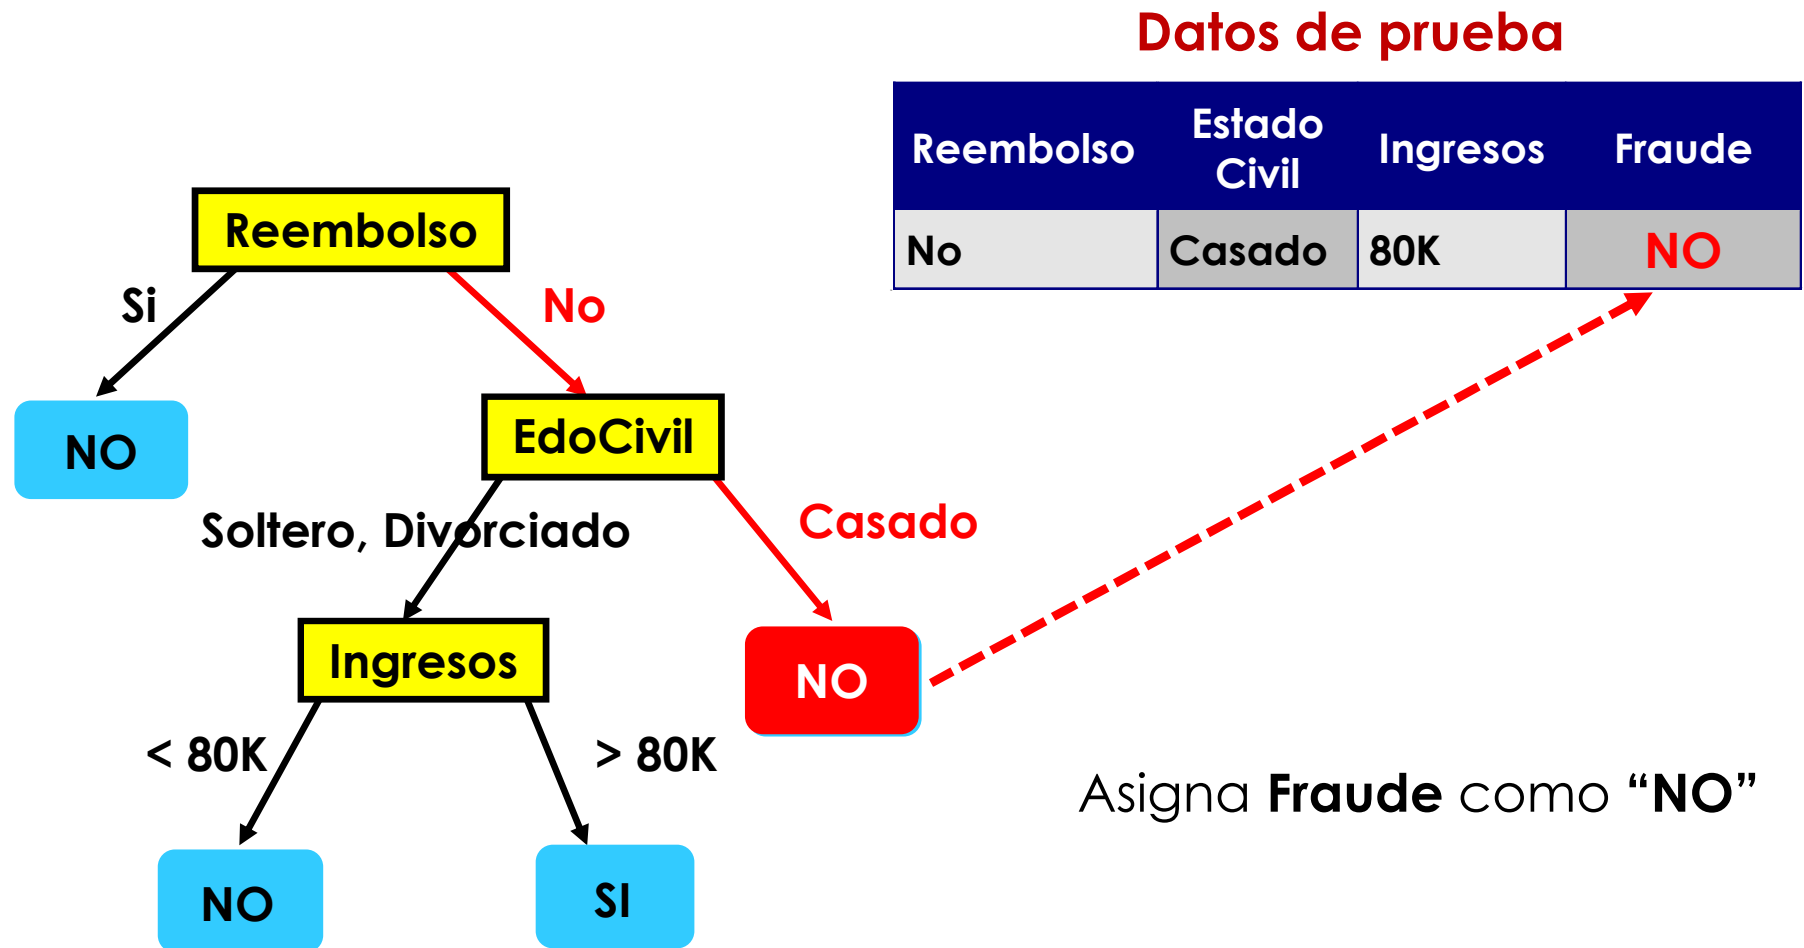 Datos de prueba
Reembolso
Estado
Civil
Ingresos
Fraude
No
Casado
80K
NO
Reembolso
Si
No
NO
EdoCivil
Soltero, Divorciado
Casado
Ingresos
NO
< 80K
> 80K
Asigna Fraude como “NO”
NO
SI